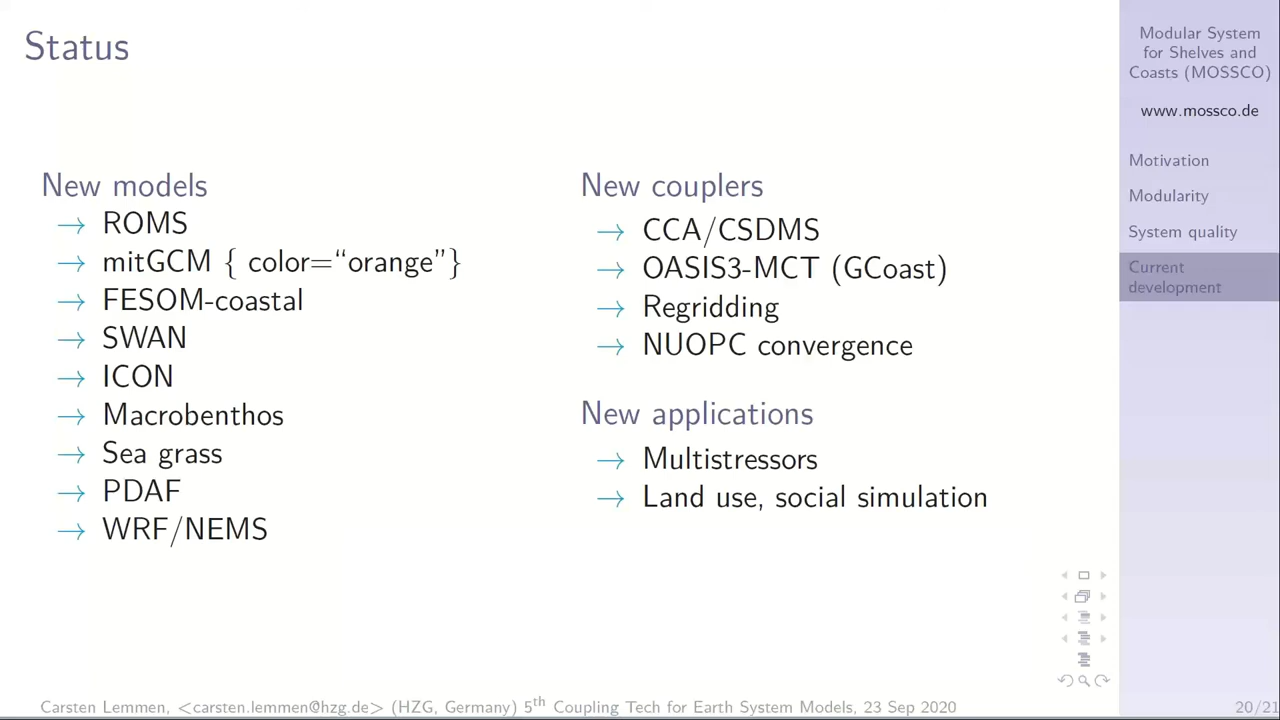 Status
New models
→ ROMS
→ mitGCM { color=“orange”}
→ FESOM-coastal
→ SWAN
→ ICON
→ Macrobenthos
→ Sea grass
→ PDAF
→ WRF/NEMS
New couplers
→ CCA/CSDMS
→ OASIS3-MCT (GCoast)
→ Regridding
→ NUOPC convergence
New applications
→ Multistressors
→ Land use, social simulation
Modular System
for Shelves and
Coasts (MOSSCO)
www.mossco.de
Motivation
Modularity
System quality
Current
development
Carsten Lemmen, <carsten.lemmen@hzg.de> (HZG, Germany) 5th Coupling Tech for Earth System Models, 23 Sep 2020
20/21